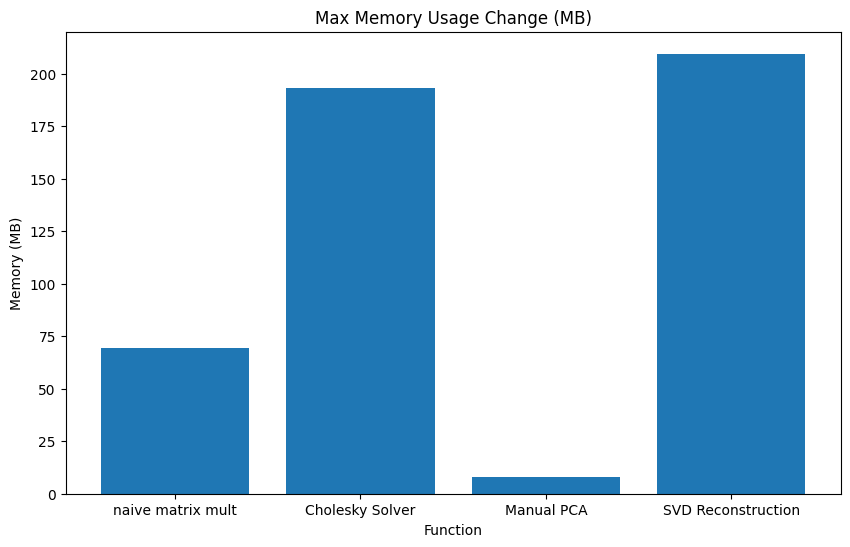 Max Memory Usage Change (MB)
200
175
150
125
100
75
50
25
0
Memory (MB)
naive matrix mult
Cholesky Solver
Manual PCA
SVD Reconstruction
Function